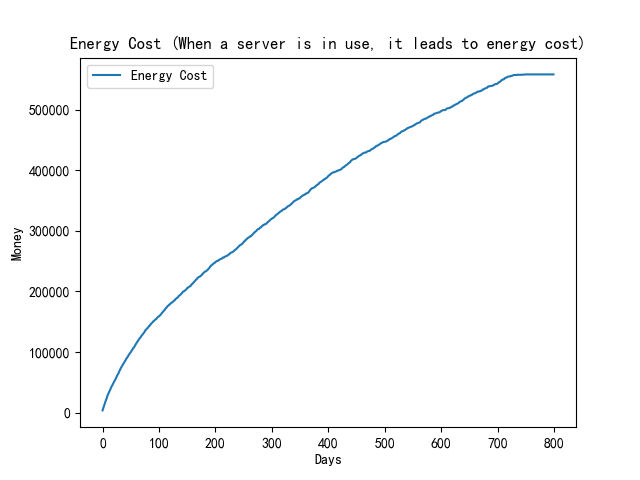 Energy Cost (When a server is in use, it leads to energy cost)
Energy Cost
500000
400000
300000
200000
100000
0
Money
0 100 200 300 400 500 600 700 800
Days